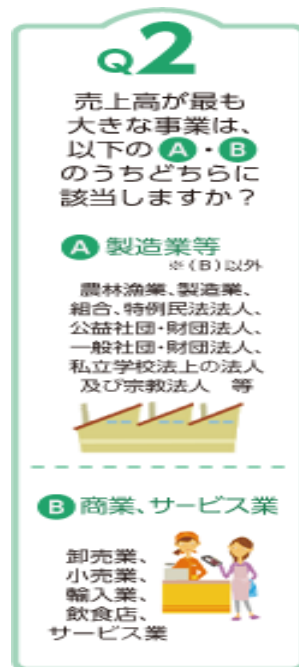 Q2
売上高が最も
大きな事業は、
以下の A・B
のうちどちらに
該当しますか？
A 製造業等
※(B)以外
農林漁業、製造業、
組合、特例民法法人、
公益社団・財団法人、
一般社団・財団法人、
私立学校法上の法人
及び宗教法人 等
B 商業、サービス業
卸売業、
小売業、
輸入業、
飲食店、
サービス業